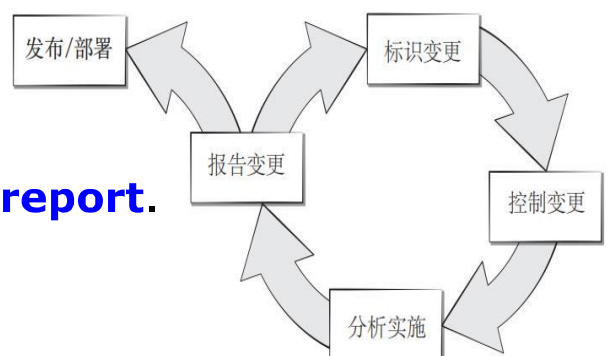 发布/部署
标识变更
报告变更
report.
控制变更
分析实施